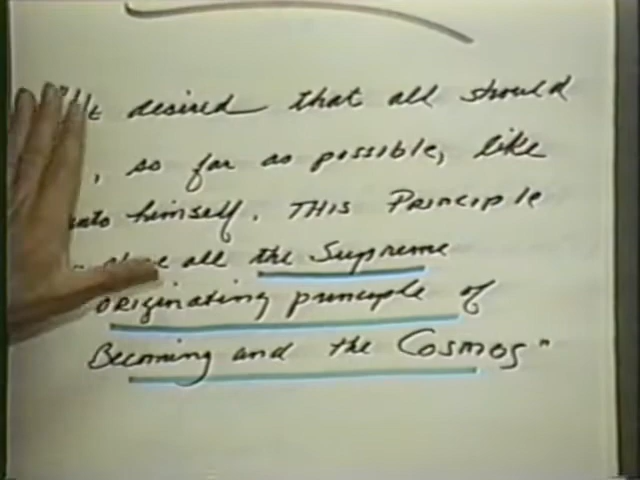 "He desired that all should
, so far as possible, like
unto himself. THIS Principle
all the Supreme
originating principle of
Becoming and the Cosmos"